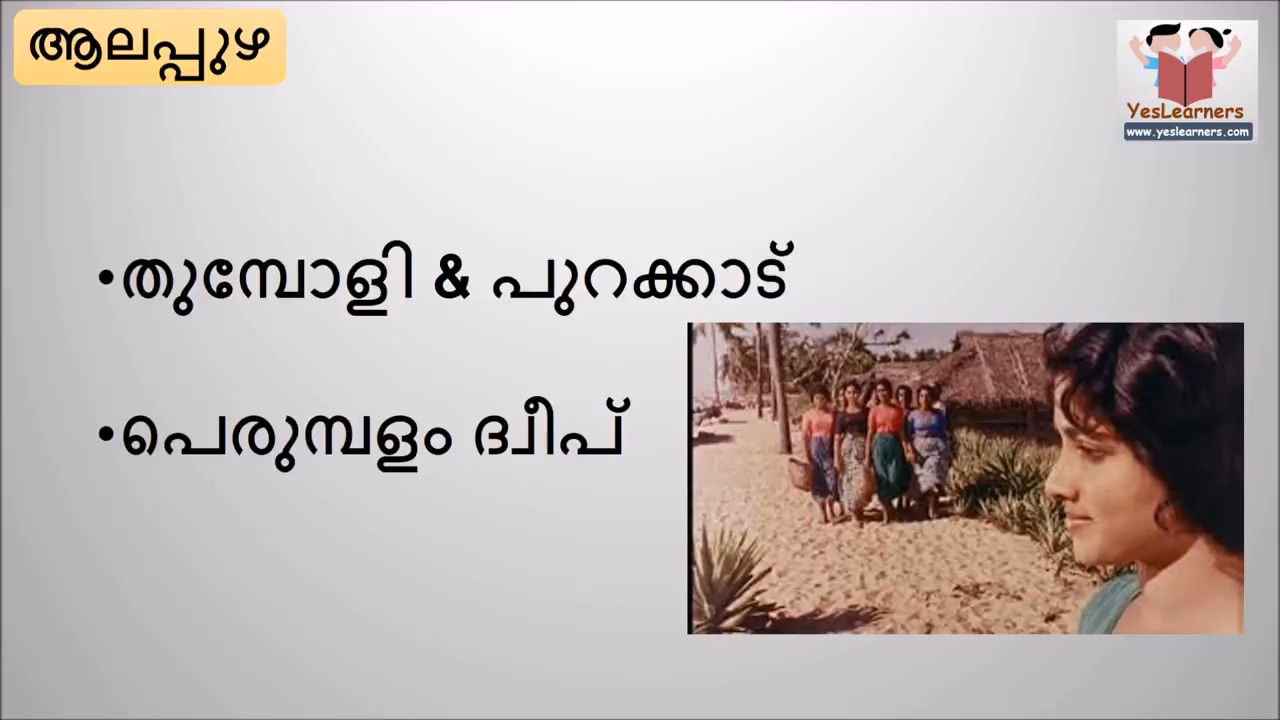 ആലപ്പുഴ
YesLearners
www.yeslearners.com
•തുമ്പോളി & പുറക്കാട്
•പെരുമ്പളം ദ്വീപ്